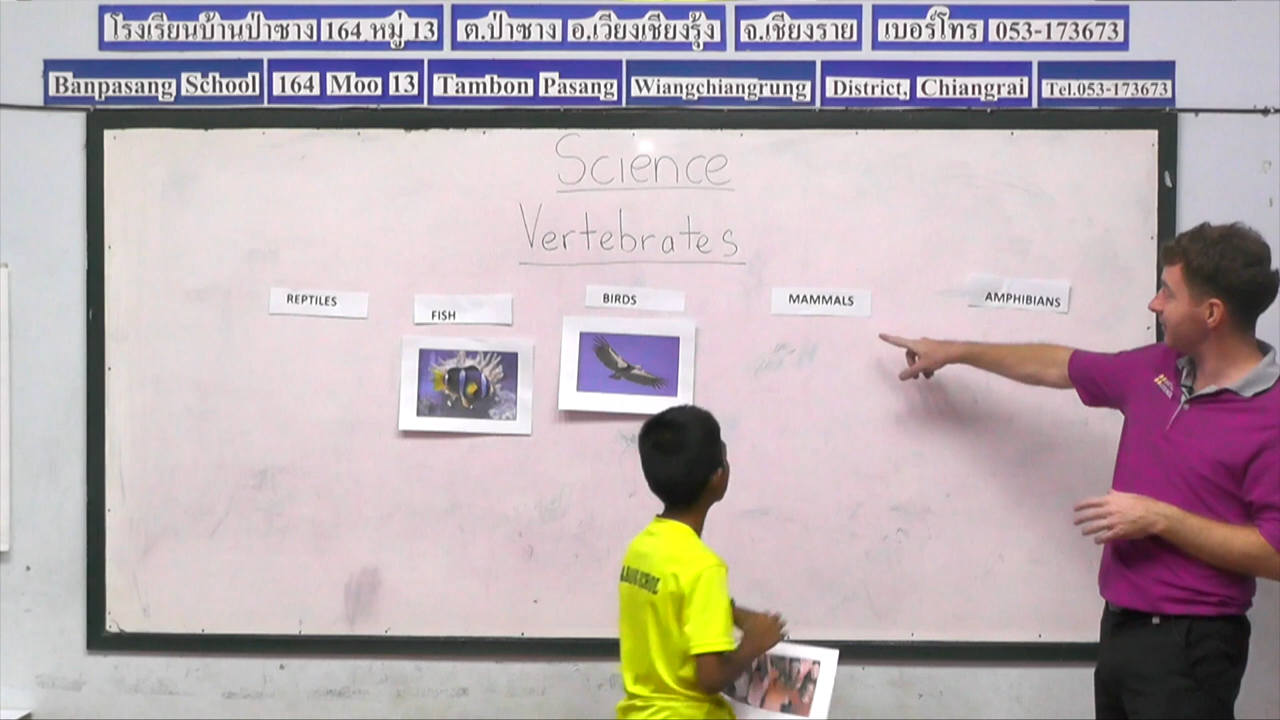 โรงเรียนบ้านป่าซาง 164 หมู่ 13 ต.ป่าซาง อ.เวียงเชียงรุ้ง จ.เชียงราย เบอร์โทร 053-173673
Banpasang School 164 Moo 13 Tambon Pasang Wiangchiangrung District, Chiangrai Tel.053-173673
Science
Vertebrates
REPTILES FISH BIRDS MAMMALS AMPHIBIANS